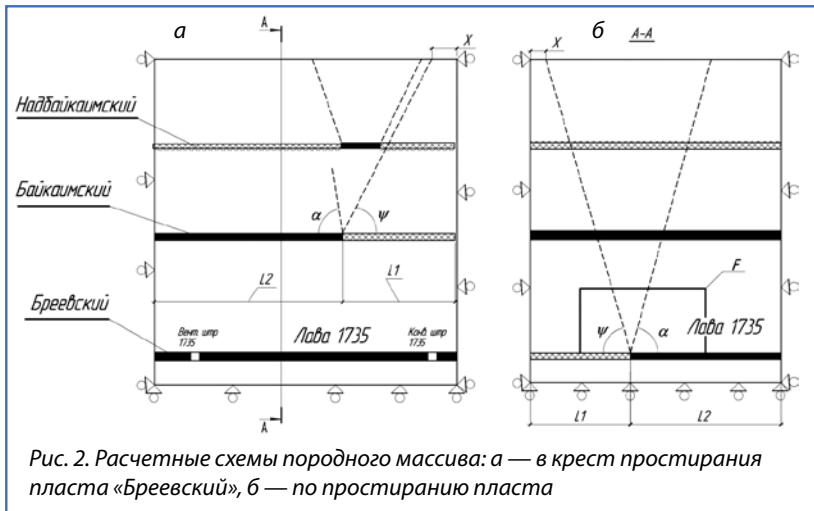 а
A
X
Надбайкаимский
Байкаимский
α
ψ
L2
L1
Бреевский
Вент. штр
1735
Лава 1735
Конв. штр
1735
A
б
A-A
X
F
ψ
α
Лава 1735
L1
L2
Рис. 2. Расчетные схемы породного массива: а — в крест простирания
пласта «Бреевский», б — по простиранию пласта